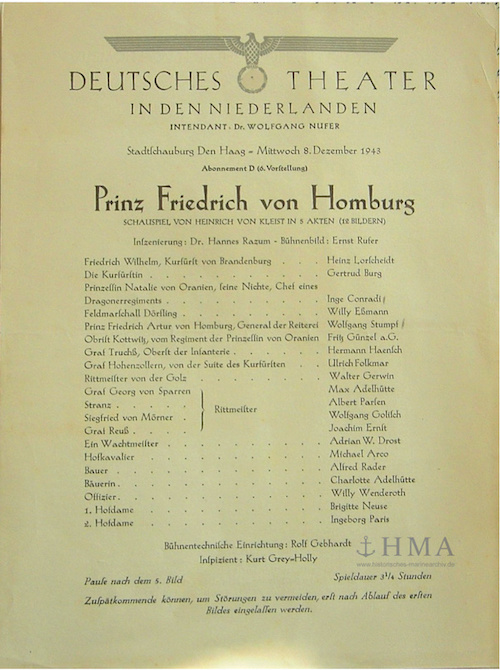 DEUTSCHES THEATER
IN DEN NIEDERLANDEN
INTENDANT: Dr. WOLFGANG NUFER
Stadtſchauburg Den Haag – Mittwoch 8. Dezember 1943
Abonnement D (6. Vorſtellung)
Prinz Friedrich von Homburg
SCHAUSPIEL VON HEINRICH VON KLEIST IN 5 AKTEN (12 BILDERN)
Inſzenierung: Dr. Hannes Razum - Bühnenbild: Ernst Rufer
Friedrich Wilhelm, Kurfürſt von Brandenburg . . . Heinz Lorſcheidt
Die Kurfürſtin . . . . . . . . . Gertrud Burg
Prinzeſſin Natalie von Oranien, ſeine Nichte, Chef eines
Dragonerregiments . . . . . . . . Inge Conradi
Feldmarſchall Dörfling . . . . . . . Willy Eßmann
Prinz Friedrich Artur von Homburg, General der Reiterei Wolfgang Stumpf
Obriſt Kottwitz, vom Regiment der Prinzeſſin von Oranien Fritz Günzel a.G.
Graf Truchß, Oberſt der Infanterie . . . . . Hermann Haenſch
Graf Hohenzollern, von der Suite des Kurfürſten . . Ulrich Folkmar
Rittmeiſter von der Golz . . . . . . . Walter Gerwin
Graf Georg von Sparren Max Adelhütte
Stranz . . . . Albert Parſen
Rittmeiſter
Siegfried von Mörner . Wolfgang Goliſch
Graf Reuß . . . Joachim Ernſt
Ein Wachtmeiſter . . . . . . . . Adrian W. Drost
Hofkavalier . . . . . . . . . Michael Arco
Bauer . . . . . . . . . . Alfred Rader
Bäuerin . . . . . . . . . . Charlotte Adelhütte
Offizier . . . . . . . . . . Willy Wenderoth
1. Hofdame . . . . . . . . . Brigitte Neuse
2. Hofdame . . . . . . . . . Ingeborg Paris
Bühnentechniſche Einrichtung: Rolf Gebhardt
Inſpizient: Kurt Grey=Holly
HMA
www.historisches-marinearchiv.de
Pauſe nach dem 8. Bild Spieldauer 3¼ Stunden
Zuſpätkommende können, um Störungen zu vermeiden, erſt nach Ablauf des erſten
Bildes eingelaſſen werden.